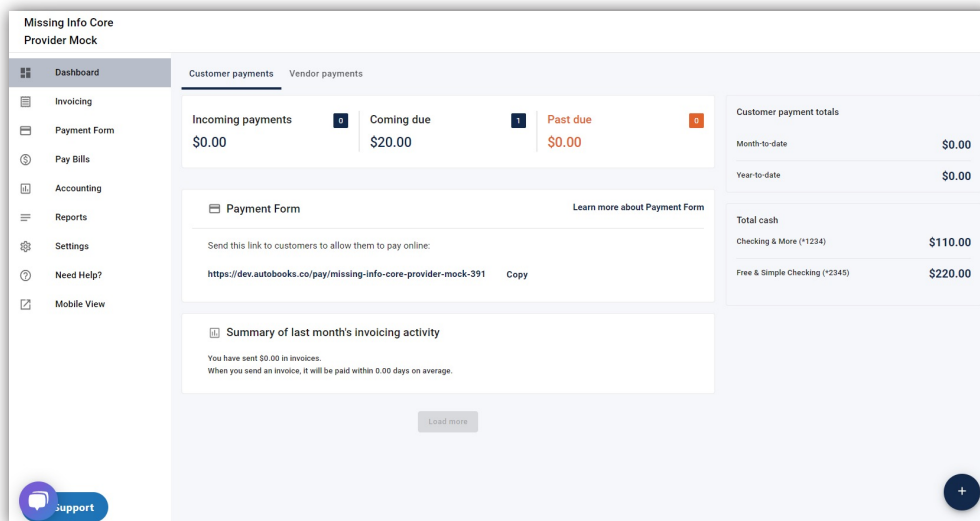 Missing Info Core
Provider Mock
Dashboard
Invoicing
Payment Form
Pay Bills
Accounting
Reports
Settings
Need Help?
Mobile View
Support
Customer payments Vendor payments
Incoming payments 0
$0.00
Coming due 1
$20.00
Past due 0
$0.00
Payment Form Learn more about Payment Form
Send this link to customers to allow them to pay online:
https://dev.autobooks.co/pay/missing-info-core-provider-mock-391 Copy
Summary of last month's invoicing activity
You have sent $0.00 in invoices.
When you send an invoice, it will be paid within 0.00 days on average.
Load more
Customer payment totals
Month-to-date $0.00
Year-to-date $0.00
Total cash
Checking & More (*1234) $110.00
Free & Simple Checking (*2345) $220.00
+